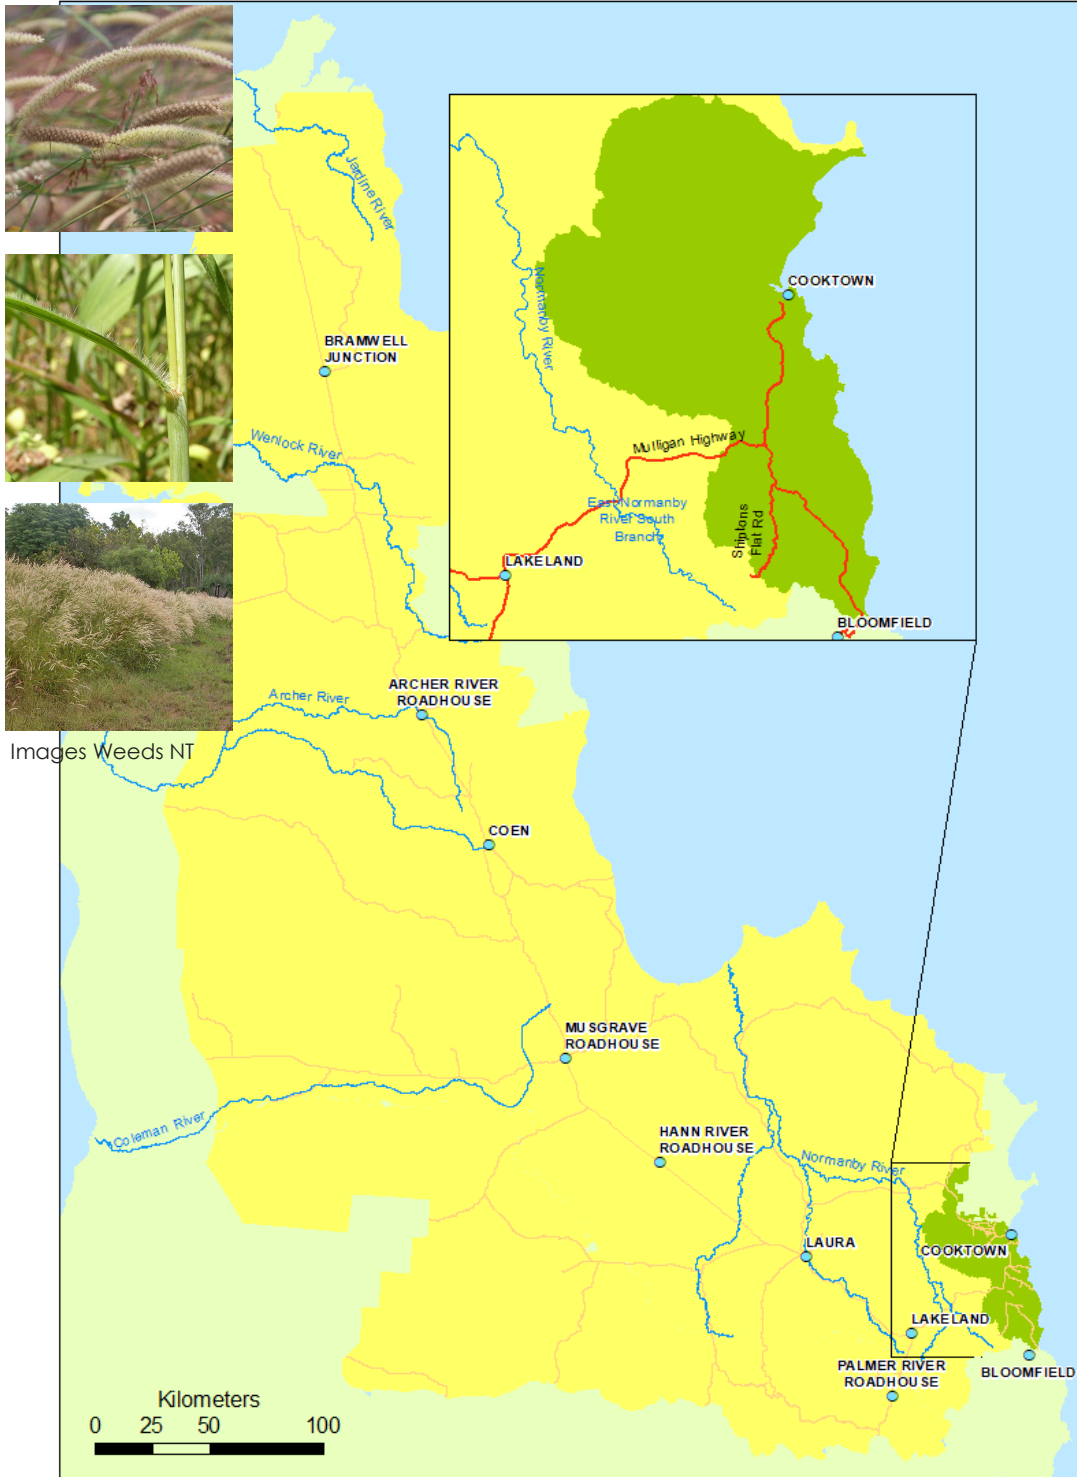 Jardine River
BRAMWELL
JUNCTION
Wenlock River
COOKTOWN
Normanby River
Mulligan Highway
East Normanby
River South
Branch
Shiptons
Flat Rd
LAKELAND
BLOOMFIELD
ARCHER RIVER
ROADHOUSE
Archer River
Images Weeds NT
COEN
MUSGRAVE
ROADHOUSE
Coleman River
HANN RIVER
ROADHOUSE
Normanby River
LAURA
COOKTOWN
LAKELAND
PALMER RIVER
ROADHOUSE
BLOOMFIELD
Kilometers
0 25 50 100